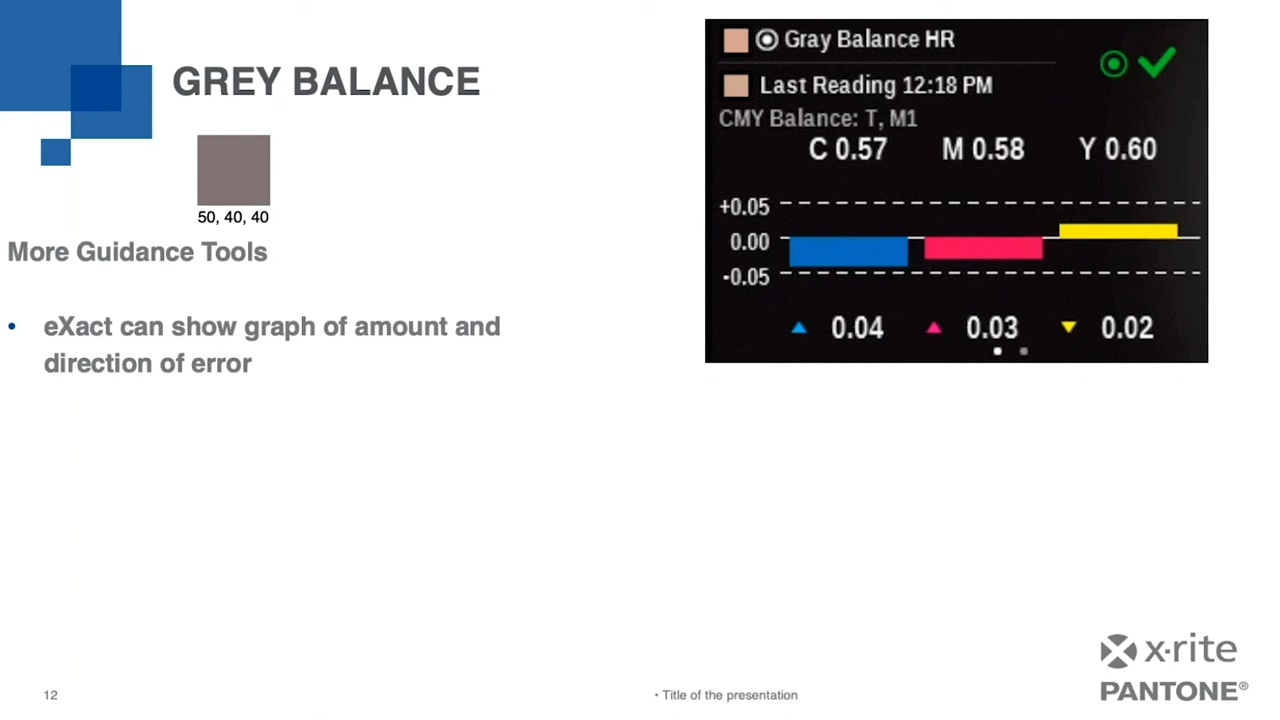 GREY BALANCE
50, 40, 40
More Guidance Tools
• eXact can show graph of amount and
direction of error
Gray Balance HR
Last Reading 12:18 PM
CMY Balance: T, M1
C 0.57 M 0.58 Y 0.60
+0.05
0.00
-0.05
0.04 0.03 0.02
x·rite
PANTONE®
12
• Title of the presentation